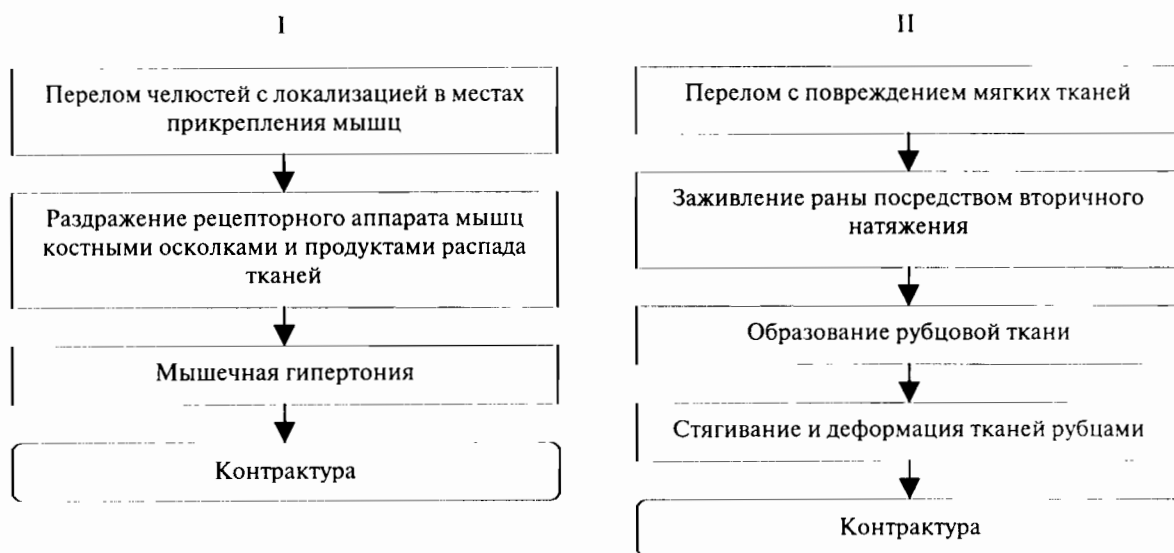 I
Перелом челюстей с локализацией в местах
прикрепления мышц
Раздражение рецепторного аппарата мышц
костными осколками и продуктами распада
тканей
Мышечная гипертония
Контрактура
II
Перелом с повреждением мягких тканей
Заживление раны посредством вторичного
натяжения
Образование рубцовой ткани
Стягивание и деформация тканей рубцами
Контрактура